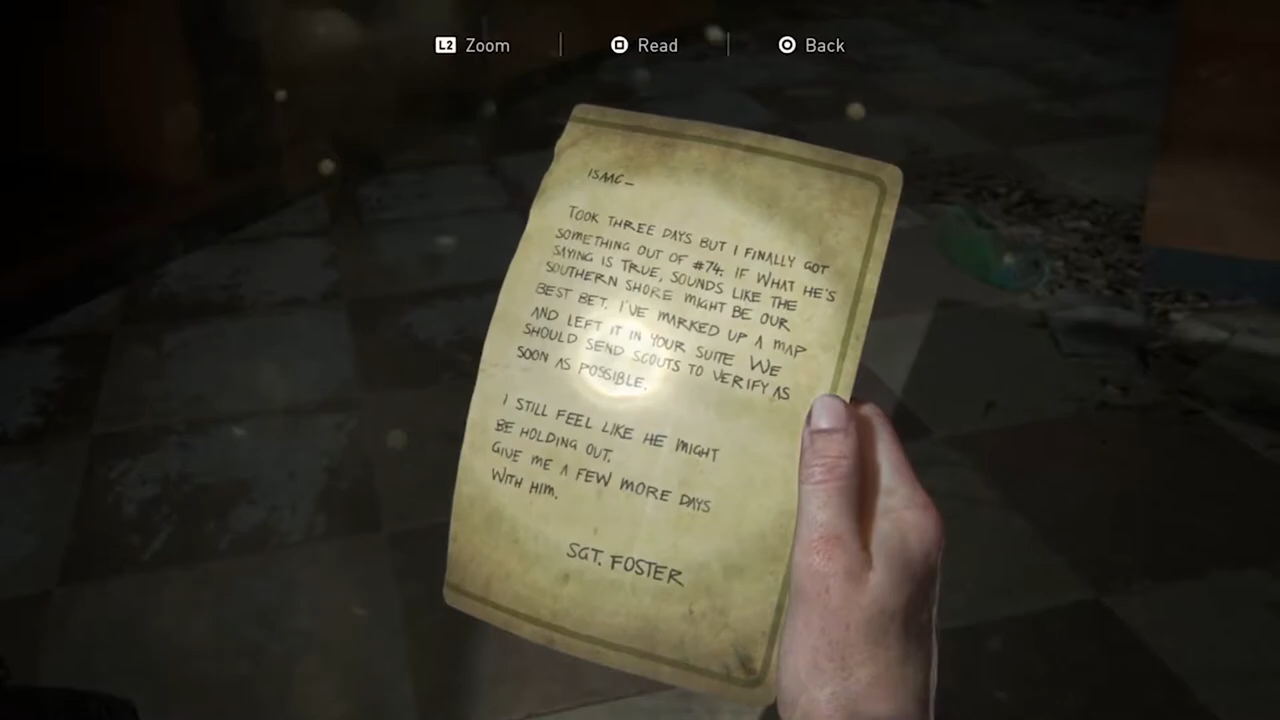 L2 Zoom Read Back
ISAAC_
TOOK THREE DAYS BUT I FINALLY GOT
SOMETHING OUT OF #74. IF WHAT HE'S
SAYING IS TRUE, SOUNDS LIKE THE
SOUTHERN SHORE MIGHT BE OUR
BEST BET. I'VE MARKED UP A MAP
AND LEFT IT IN YOUR SUITE. WE
SHOULD SEND SCOUTS TO VERIFY AS
SOON AS POSSIBLE.
I STILL FEEL LIKE HE MIGHT
BE HOLDING OUT.
GIVE ME A FEW MORE DAYS
WITH HIM.
SGT. FOSTER